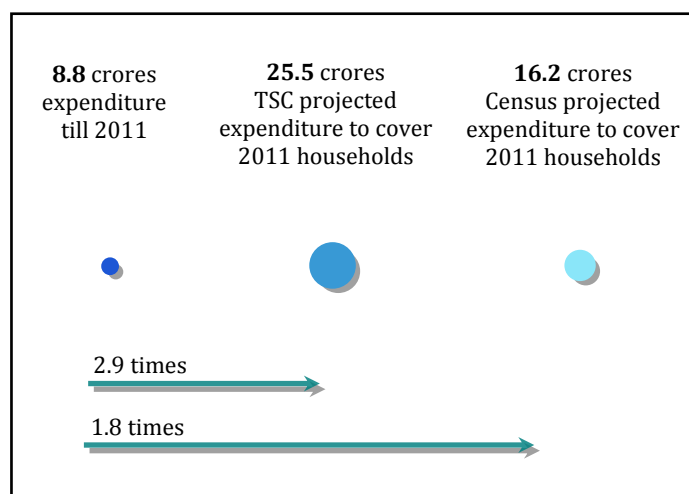 8.8 crores
expenditure
till 2011
25.5 crores
TSC projected
expenditure to cover
2011 households
16.2 crores
Census projected
expenditure to cover
2011 households
2.9 times
1.8 times